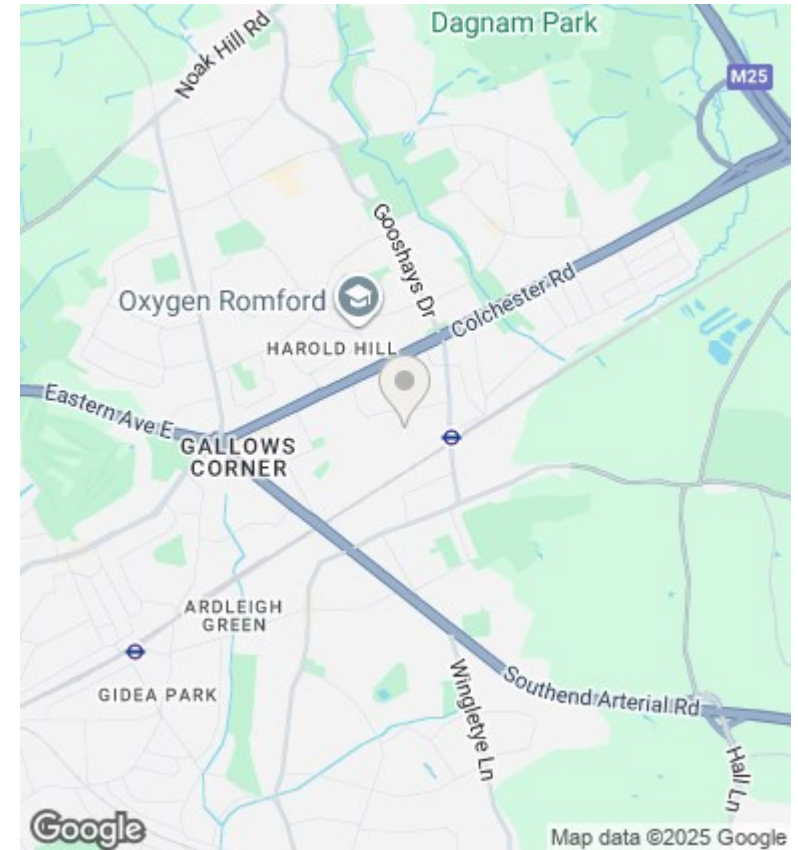 Dagnam Park
Noak Hill Rd
M25
Gooshays Dr
Oxygen Romford
Colchester Rd
HAROLD HILL
Eastern Ave E
GALLOWS
CORNER
ARDLEIGH
GREEN
GIDEA PARK
Wingletye Ln
Southend Arterial Rd
Hall Ln
Google
Map data ©2025 Google